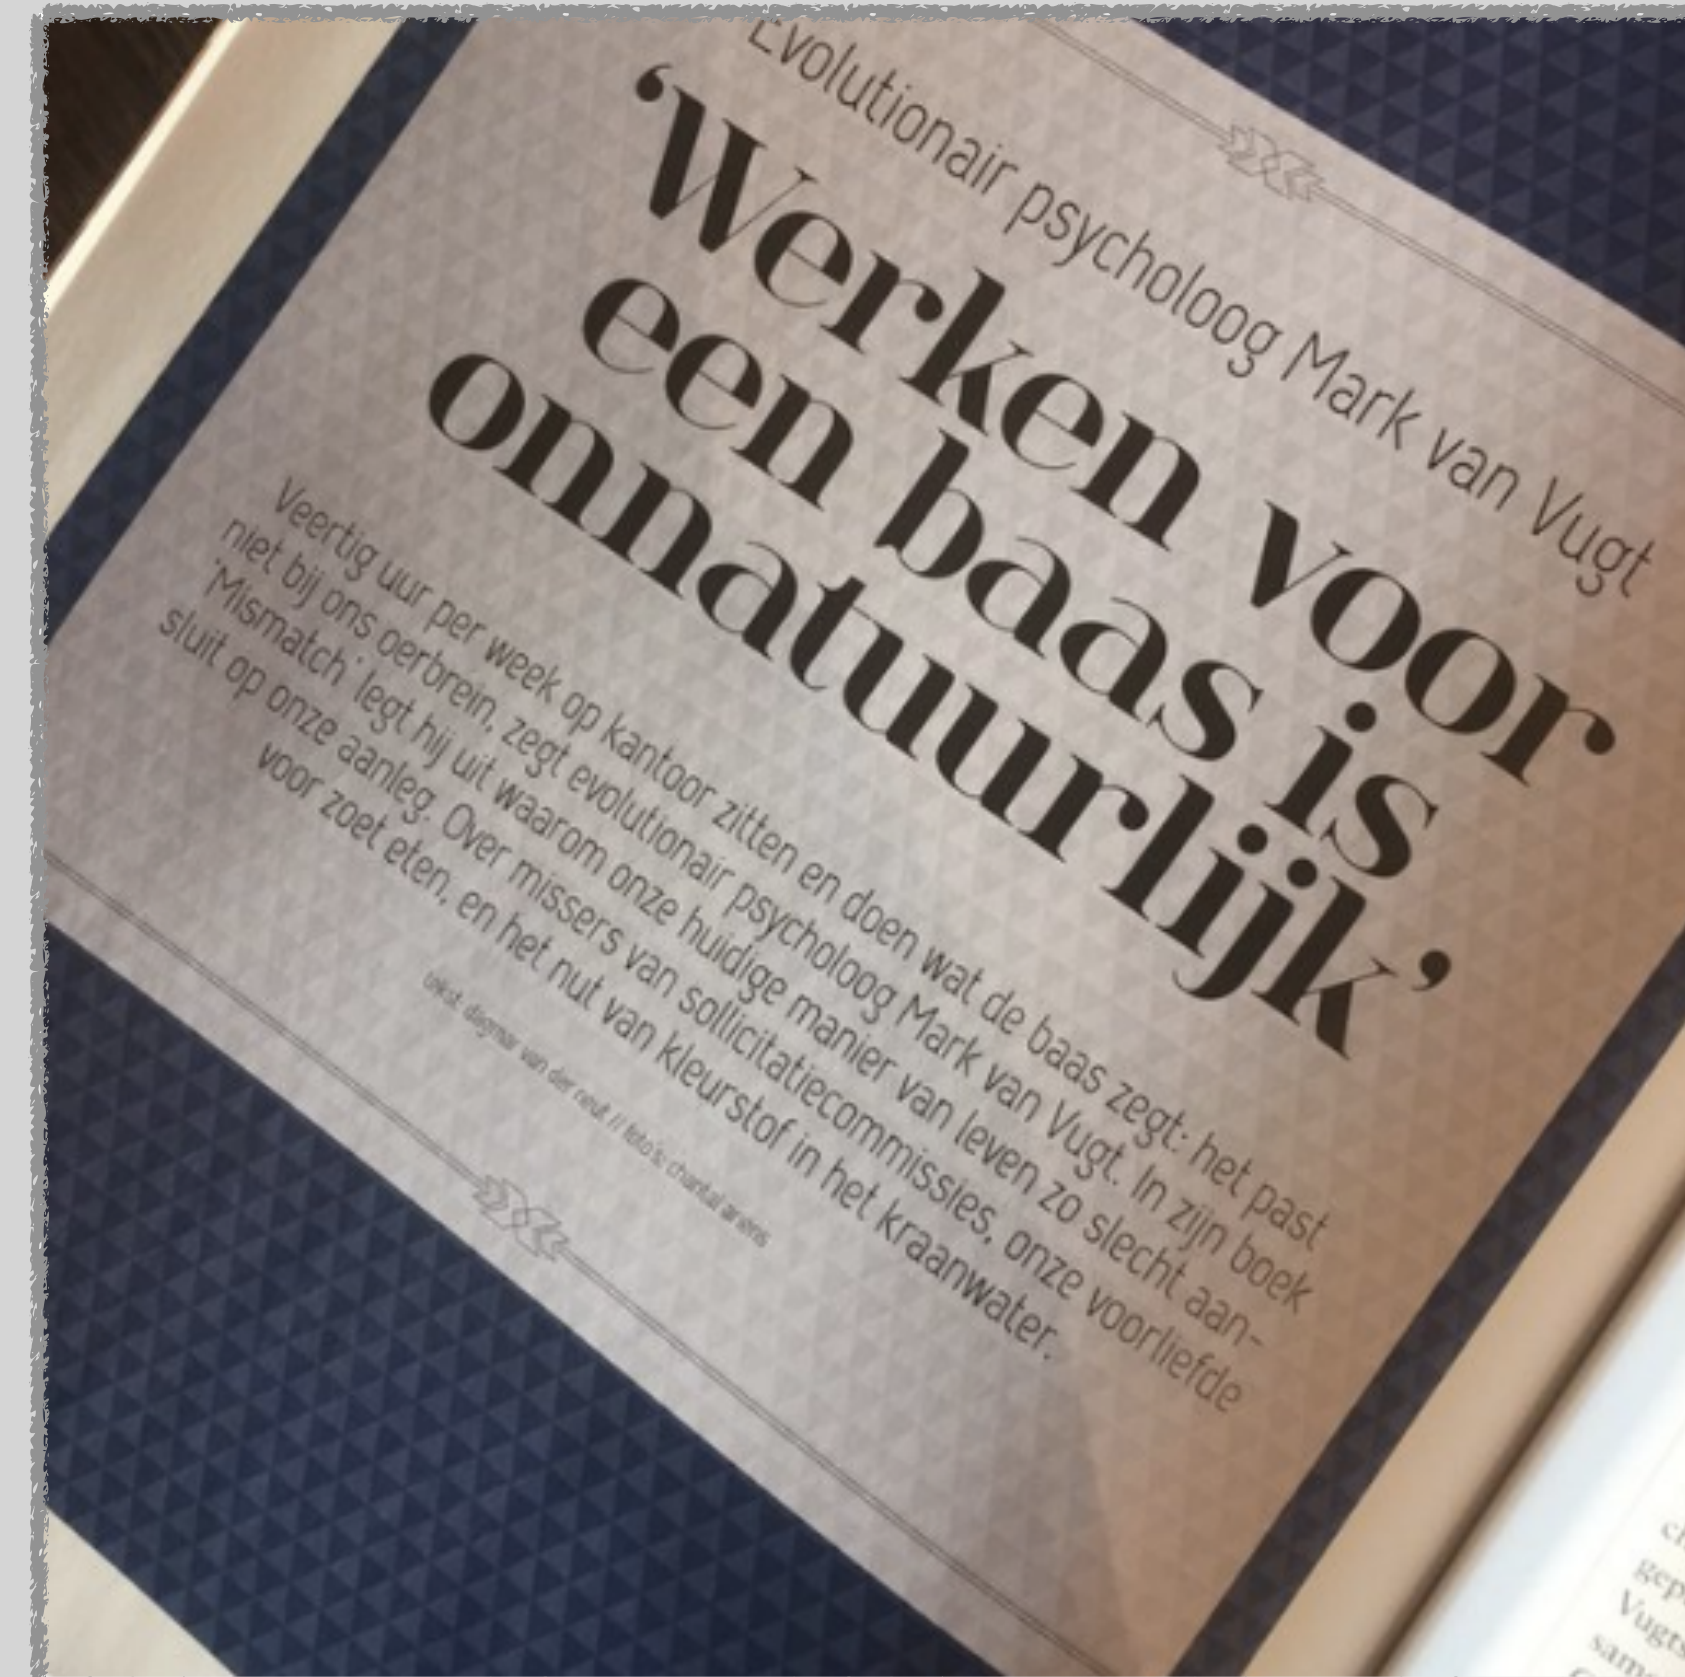 Evolutionair psycholoog Mark van Vugt
‘Werken voor
een baas is
onnatuurlijk’
Veertig uur per week op kantoor zitten en doen wat de baas zegt: het past
niet bij ons oerbrein, zegt evolutionair psycholoog Mark van Vugt. In zijn boek
‘Mismatch’ legt hij uit waarom onze huidige manier van leven zo slecht aan-
sluit op onze aanleg. Over missers van sollicitatiecommissies, onze voorliefde
voor zoet eten, en het nut van kleurstof in het kraanwater.
tekst: dagmar van der neut // foto's: chantal ariens
gep
Vugts
sam